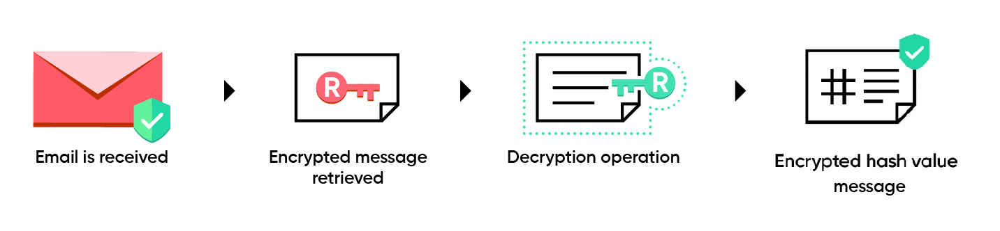 R
R
Email is received
Encrypted message
retrieved
Decryption operation
Encrypted hash value
message